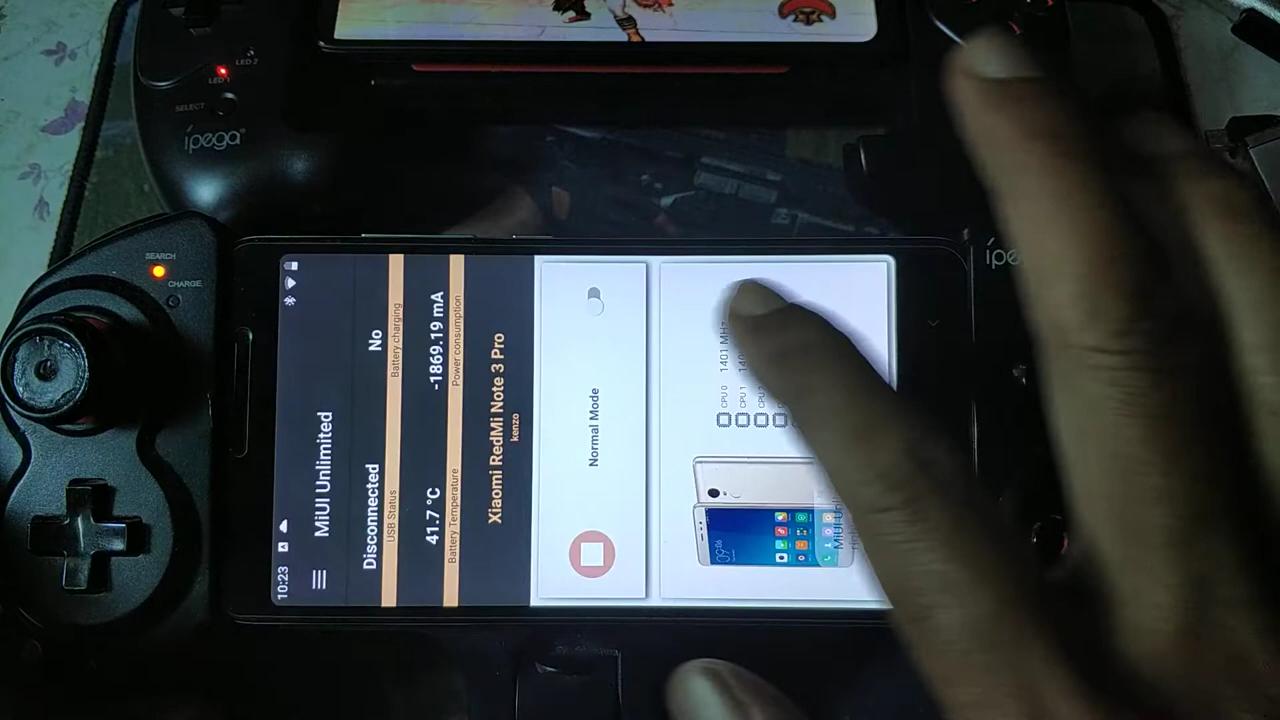 LED 2
LED 1
SELECT
ípega
SEARCH
CHARGE
10:23
MiUI Unlimited
Disconnected
USB Status
No
Battery charging
41.7 °C
Battery Temperature
-1869.19 mA
Power consumption
Xiaomi RedMi Note 3 Pro
kenzo
Normal Mode
CPU 0 1401 MHz
CPU 1